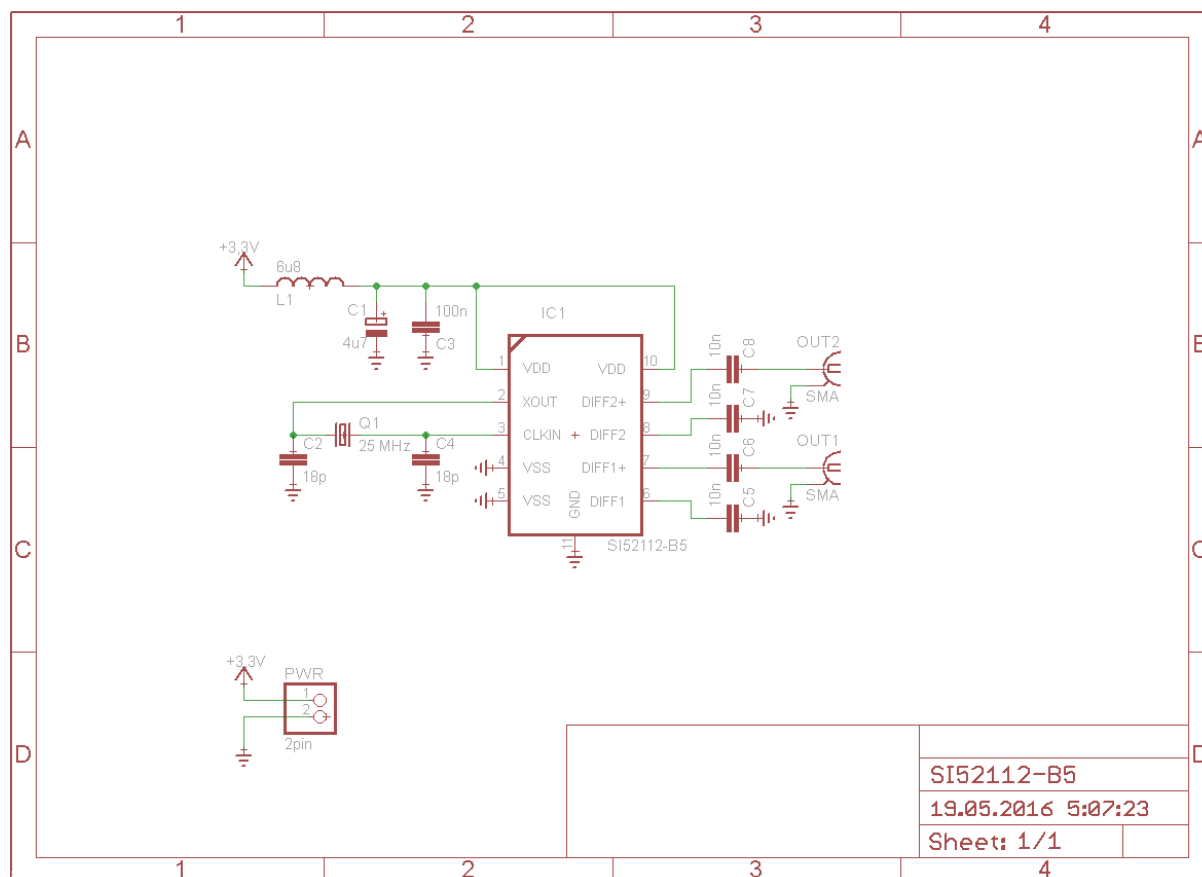 1 2 3 4
A A
+3,3V
6u8
L1
C1
4u7
100n
C3
IC1
B B
1 VDD VDD 10
2 XOUT DIFF2+ 9
3 CLKIN DIFF2 8
4 VSS DIFF1+ 7
5 VSS DIFF1 6
GND
11
SI52112-B5
Q1
25 MHz
C2
18p
C4
18p
10n C8
10n C7
10n C6
10n C5
OUT2
SMA
OUT1
SMA
C C
+3,3V
PWR
1
2
2pin
D D
SI52112-B5
19.05.2016 5:07:23
Sheet: 1/1
1 2 3 4